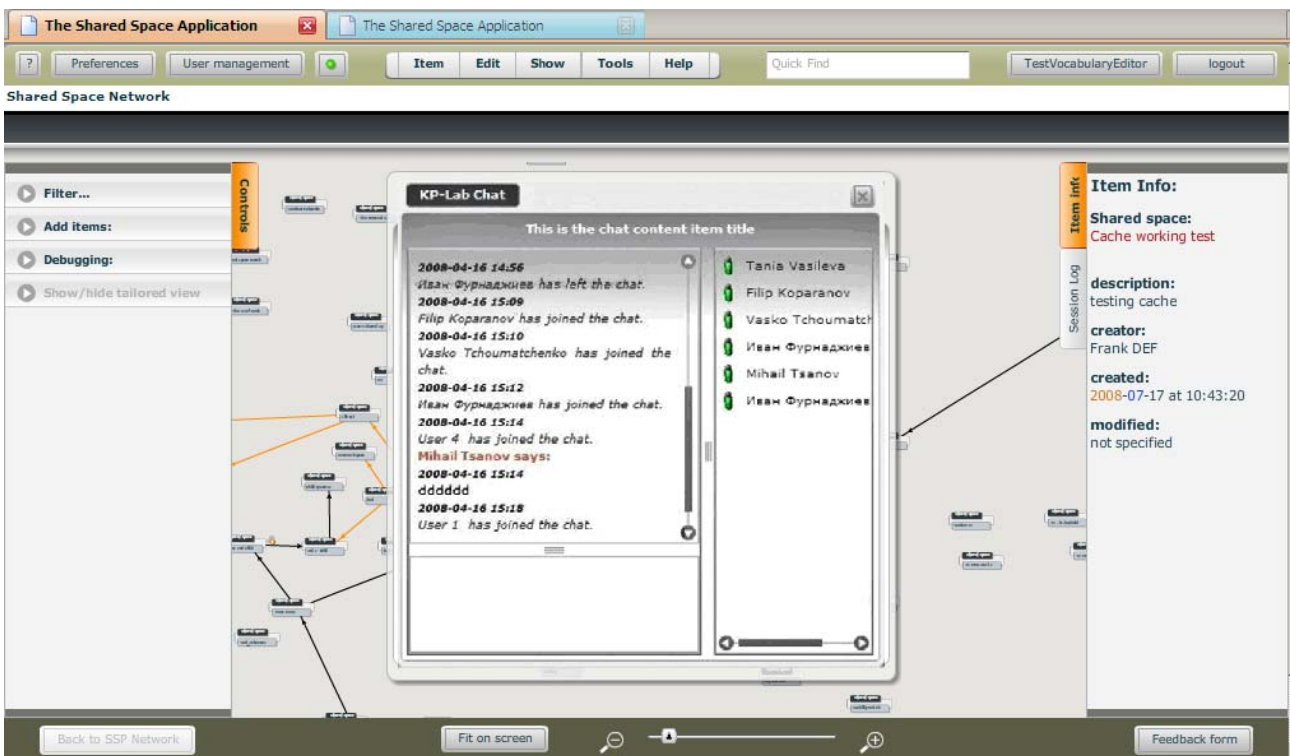 The Shared Space Application
The Shared Space Application
?
Preferences
User management
Item
Edit
Show
Tools
Help
Quick Find
TestVocabularyEditor
logout
Shared Space Network
Filter...
Add items:
Debugging:
Show/hide tailored view
Controls
KP-Lab Chat
This is the chat content item title
2008-04-16 14:56
Иван Фурнаджиев has left the chat.
2008-04-16 15:09
Filip Koparanov has joined the chat.
2008-04-16 15:10
Vasko Tchoumatchenko has joined the
chat.
2008-04-16 15:12
Иван Фурнаджиев has joined the chat.
2008-04-16 15:14
User 4 has joined the chat.
Mihail Tsanov says:
2008-04-16 15:14
dddddd
2008-04-16 15:18
User 1 has joined the chat.
Tania Vasileva
Filip Koparanov
Vasko Tchoumatch
Иван Фурнаджиев
Mihail Tsanov
Иван Фурнаджиев
Item info
Session Log
Item Info:
Shared space:
Cache working test
description:
testing cache
creator:
Frank DEF
created:
2008-07-17 at 10:43:20
modified:
not specified
Back to SSP Network
Fit on screen
Feedback form